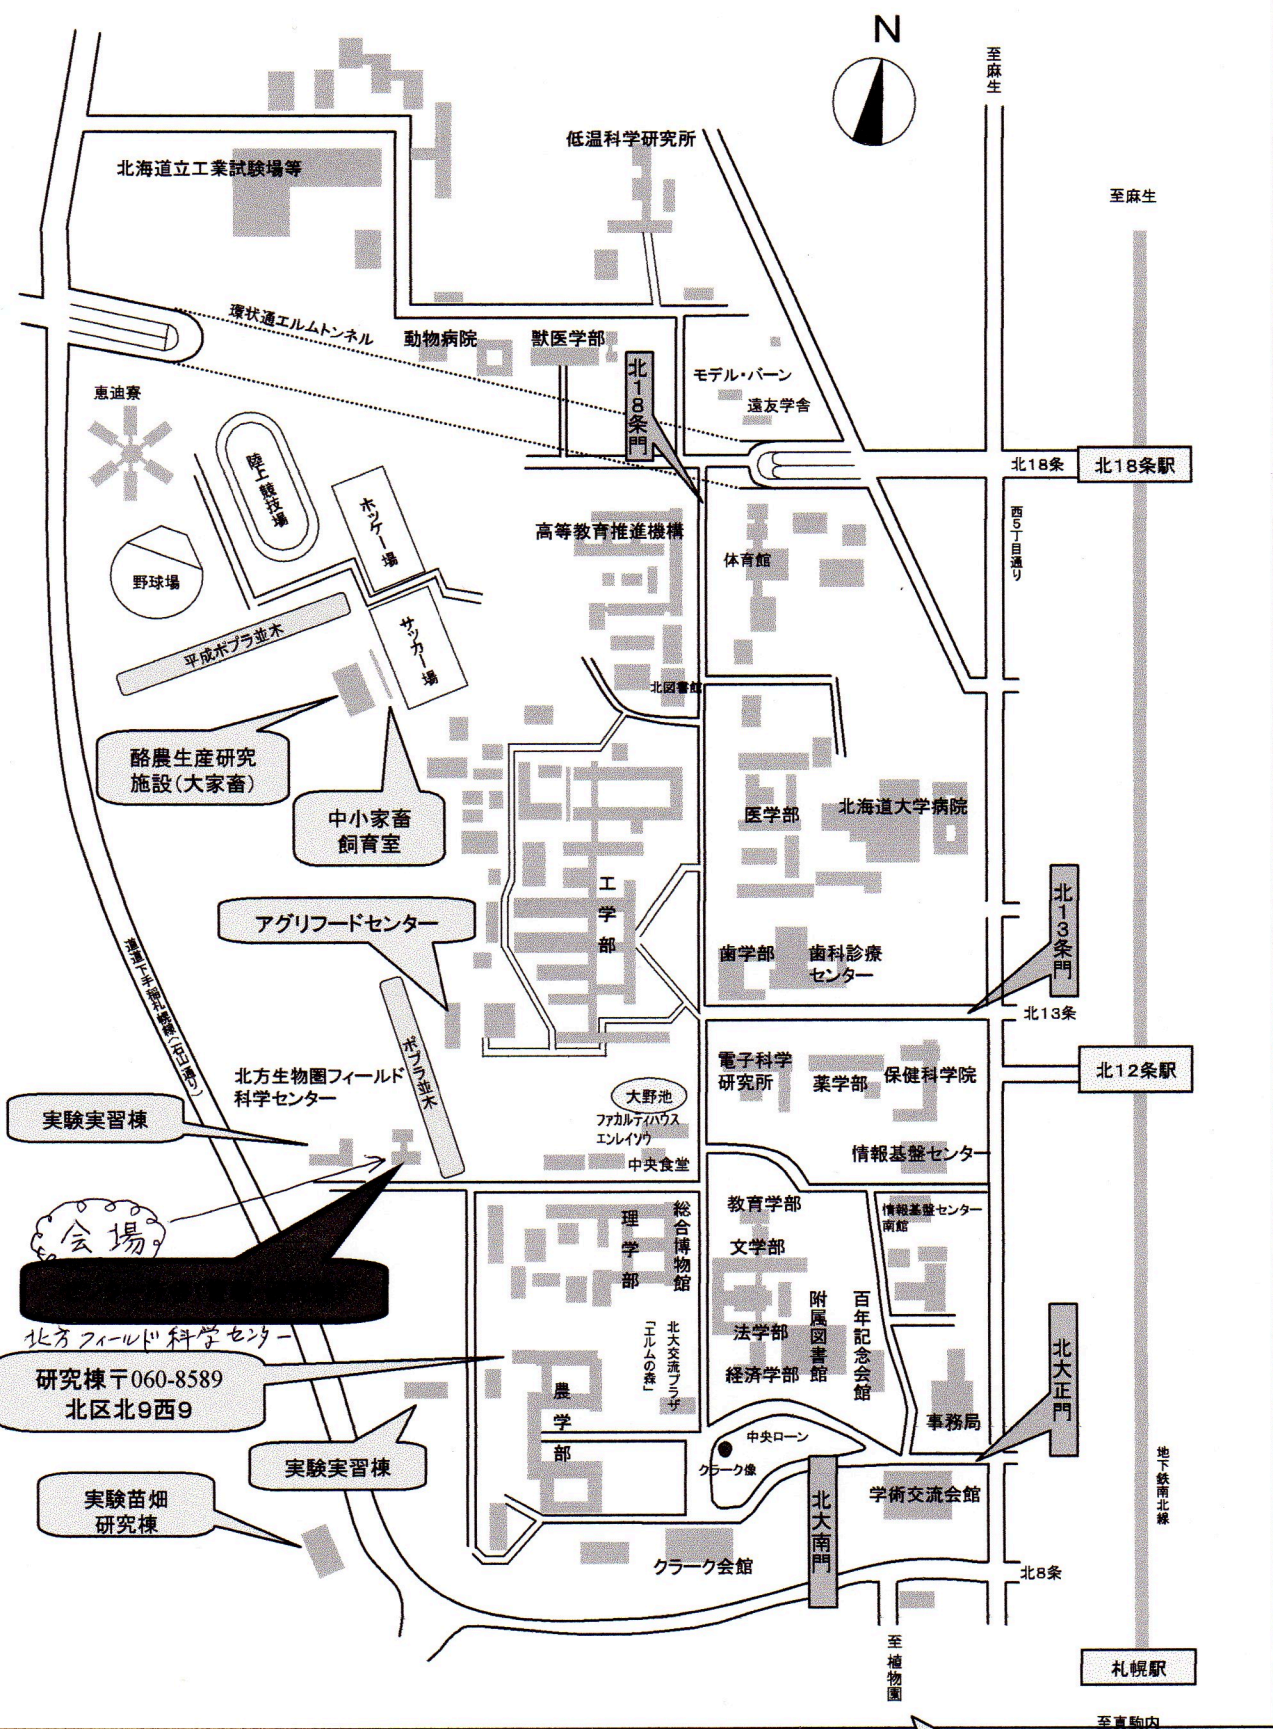 N
至麻生
低温科学研究所
北海道立工業試験場等
至麻生
環状通エルムトンネル
動物病院
獣医学部
北18条門
モデル・バーン
遠友学舎
恵迪寮
陸上競技場
ホッケー場
北18条
北18条駅
西5丁目通り
高等教育推進機構
体育館
野球場
平成ポプラ並木
サッカー場
北図書館
酪農生産研究
施設(大家畜)
中小家畜
飼育室
医学部
北海道大学病院
工学部
アグリフードセンター
北13条門
歯学部
歯科診療
センター
道道下手稲札幌線(石山通り)
北13条
ポプラ並木
電子科学
研究所
薬学部
保健科学院
北12条駅
北方生物圏フィールド
科学センター
大野池
ファカルティハウス
エンレイソウ
実験実習棟
中央食堂
情報基盤センター
会場
理学部
総合博物館
教育学部
情報基盤センター
南館
文学部
北方フィールド科学センター
研究棟〒060-8589
北区北9西9
北大交流プラザ
「エルムの森」
法学部
経済学部
附属図書館
百年記念会館
北大正門
農学部
事務局
中央ローン
クラーク像
実験実習棟
地下鉄南北線
実験苗畑
研究棟
北大南門
学術交流会館
クラーク会館
北8条
至植物園
札幌駅
至真駒内